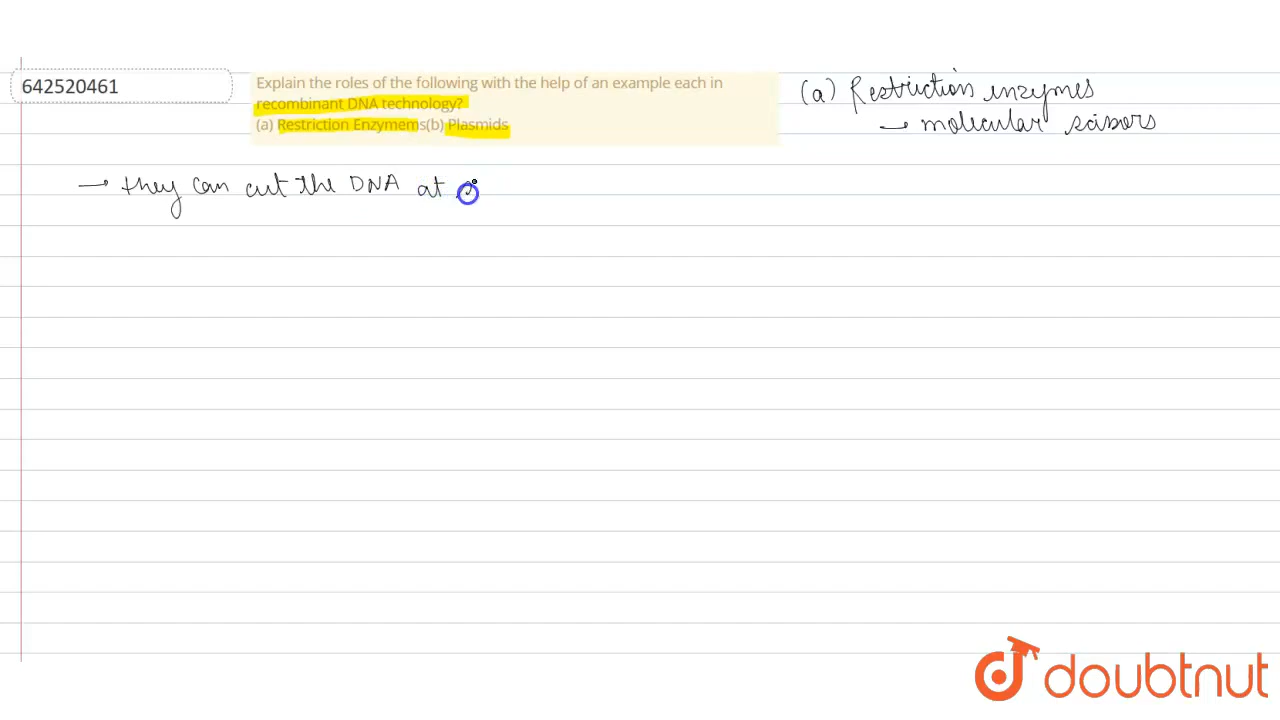 642520461
Explain the roles of the following with the help of an example each in
recombinant DNA technology?
(a) Restriction Enzymems(b) Plasmids
(a) Restriction enzymes
→ molecular scissors
→ they can cut the DNA at
doubtnut